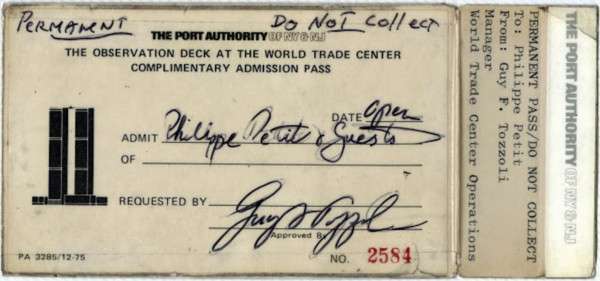 PERMANENT
DO NOT Collect
THE PORT AUTHORITY OF NY & NJ
THE OBSERVATION DECK AT THE WORLD TRADE CENTER
COMPLIMENTARY ADMISSION PASS
DATE open
ADMIT Philippe Petit & Guests
OF
REQUESTED BY
Guy F Tozzoli
Approved By
NO. 2584
PA 3285/12-75
THE PORT AUTHORITY OF NY & NJ
PERMANENT PASS/DO NOT COLLECT
To: Philippe Petit
From: Guy F. Tozzoli
Manager
World Trade Center Operations